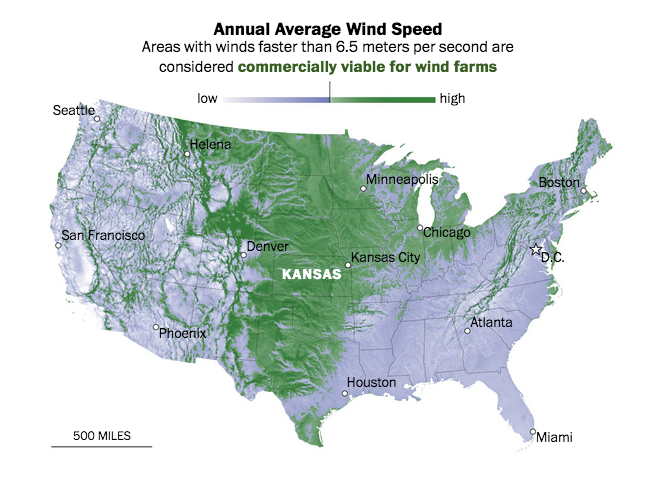 Annual Average Wind Speed
Areas with winds faster than 6.5 meters per second are
considered commercially viable for wind farms
low
high
Seattle
Helena
Minneapolis
Boston
San Francisco
Chicago
Denver
Kansas City
D.C.
KANSAS
Phoenix
Atlanta
Houston
500 MILES
Miami